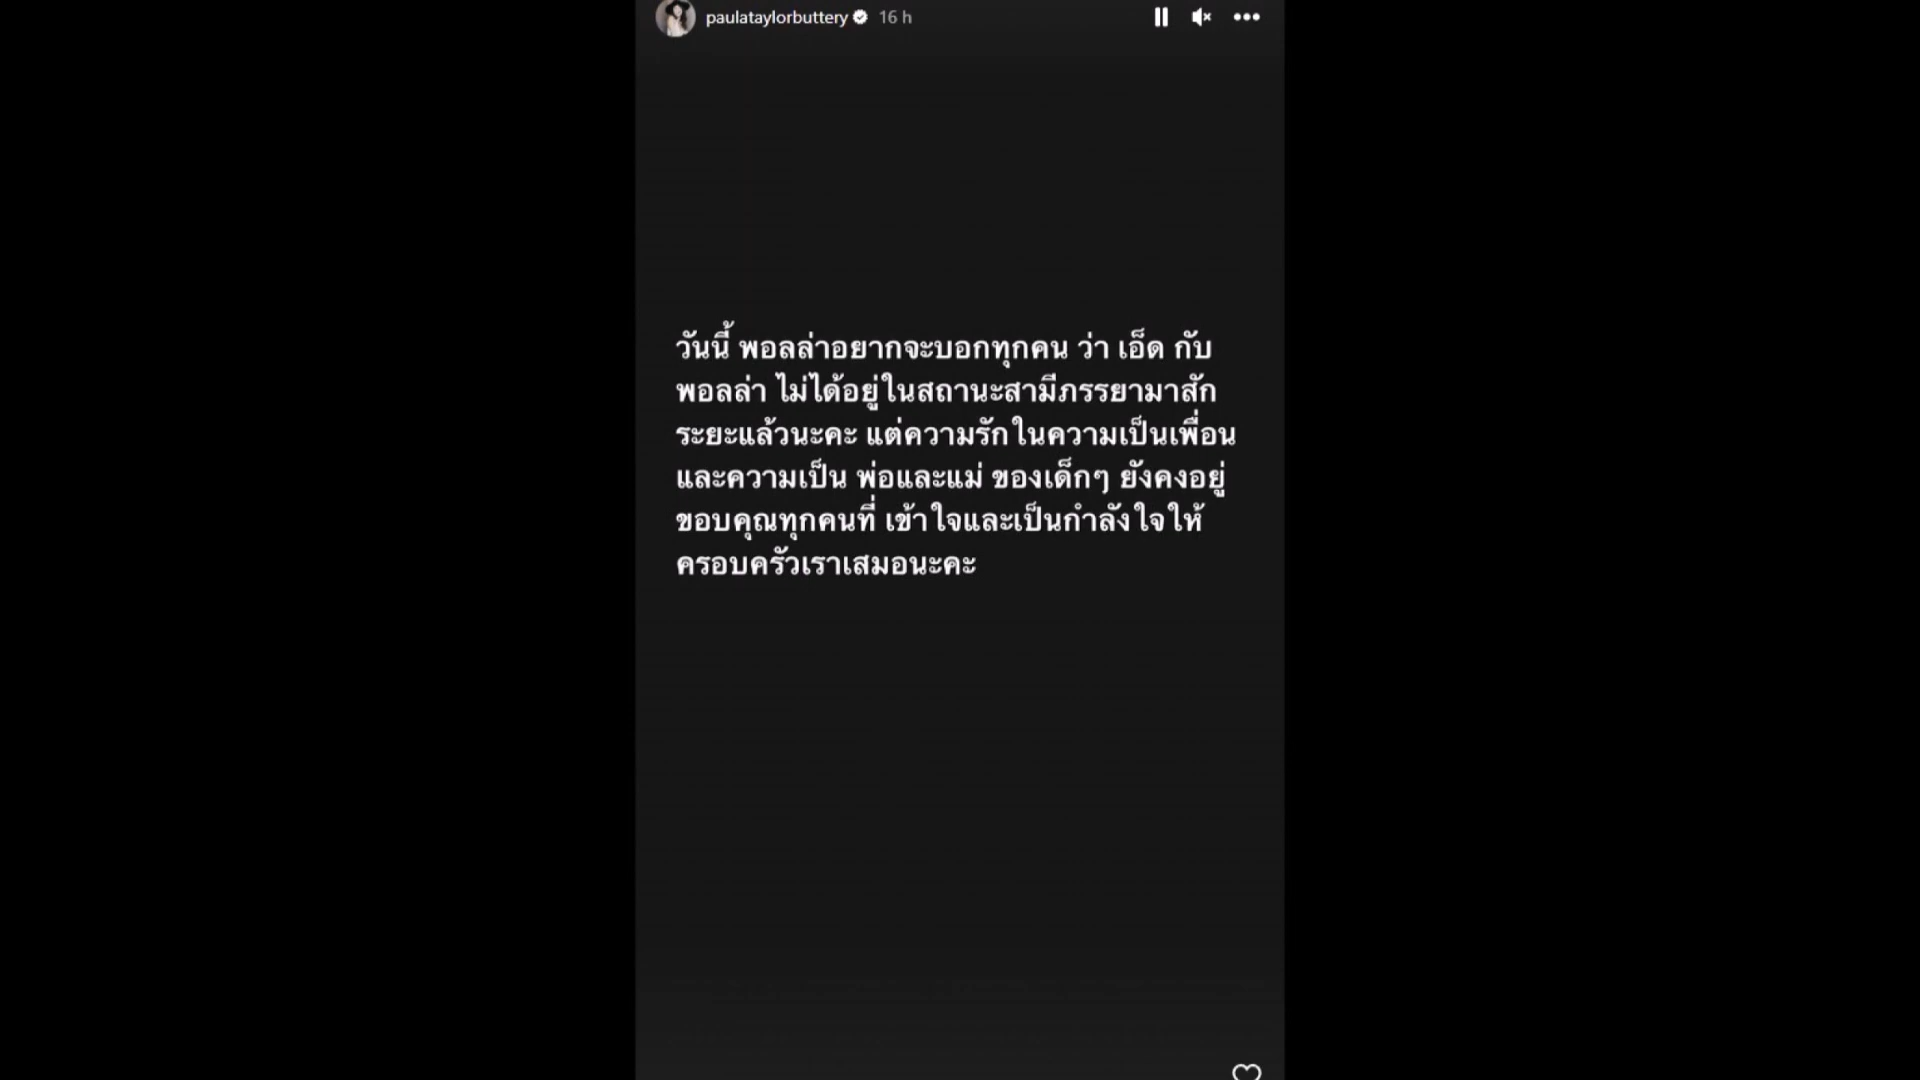 paulataylorbuttery 16 h
วันนี้ พอลล่าอยากจะบอกทุกคน ว่า เอ็ด กับ
พอลล่า ไม่ได้อยู่ในสถานะสามีภรรยามาสัก
ระยะแล้วนะคะ แต่ความรักในความเป็นเพื่อน
และความเป็น พ่อและแม่ ของเด็กๆ ยังคงอยู่
ขอบคุณทุกคนที่ เข้าใจและเป็นกำลังใจให้
ครอบครัวเราเสมอนะคะ